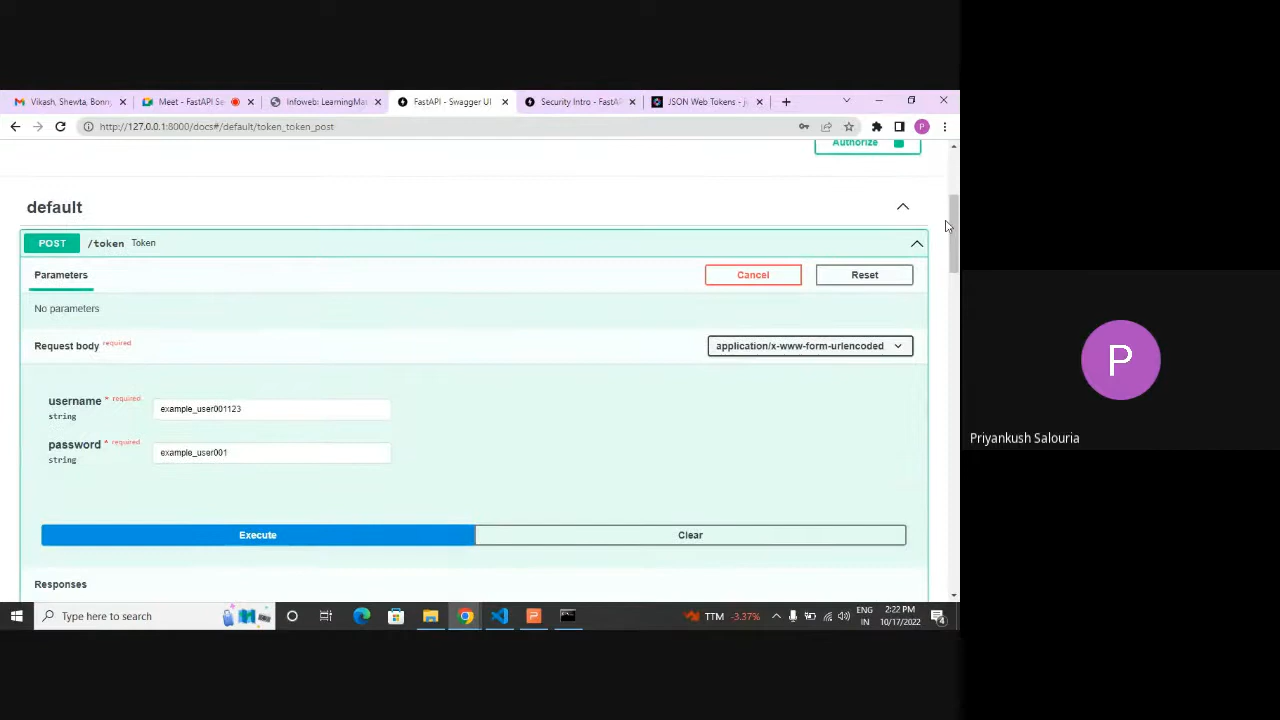 Vikash, Shewta, Bonny
Meet - FastAPI Se
Infoweb: LearningMa
FastAPI - Swagger UI
Security Intro - FastA
JSON Web Tokens - j
http://127.0.0.1:8000/docs#/default/token_token_post
P
Authorize
default
POST /token Token
Parameters
Cancel
Reset
No parameters
Request body required
application/x-www-form-urlencoded
username * required
string
example_user001123
password * required
string
example_user001
Execute
Clear
Responses
P
Priyankush Salouria
Type here to search
TTM -3.37%
ENG
IN
2:22 PM
10/17/2022
4